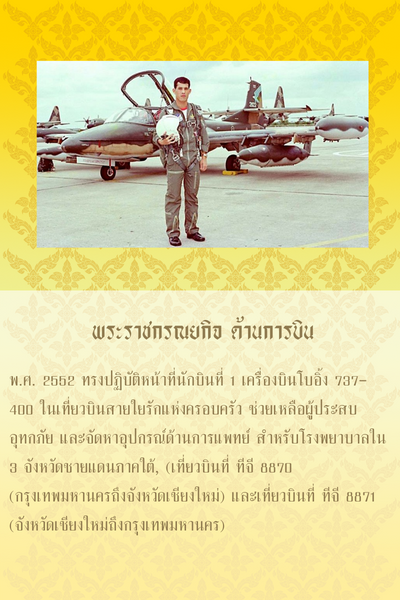 พระราชกรณยกิจ ด้านการบิน
พ.ศ. 2552 ทรงปฏิบัติหน้าที่นักบินที่ 1 เครื่องบินโบอิ้ง 737-
400 ในเที่ยวบินสายใยรักแห่งครอบครัว ช่วยเหลือผู้ประสบ
อุทกภัย และจัดหาอุปกรณ์ด้านการแพทย์ สำหรับโรงพยาบาลใน
3 จังหวัดชายแดนภาคใต้, (เที่ยวบินที่ ทีจี 8870
(กรุงเทพมหานครถึงจังหวัดเชียงใหม่) และเที่ยวบินที่ ทีจี 8871
(จังหวัดเชียงใหม่ถึงกรุงเทพมหานคร)